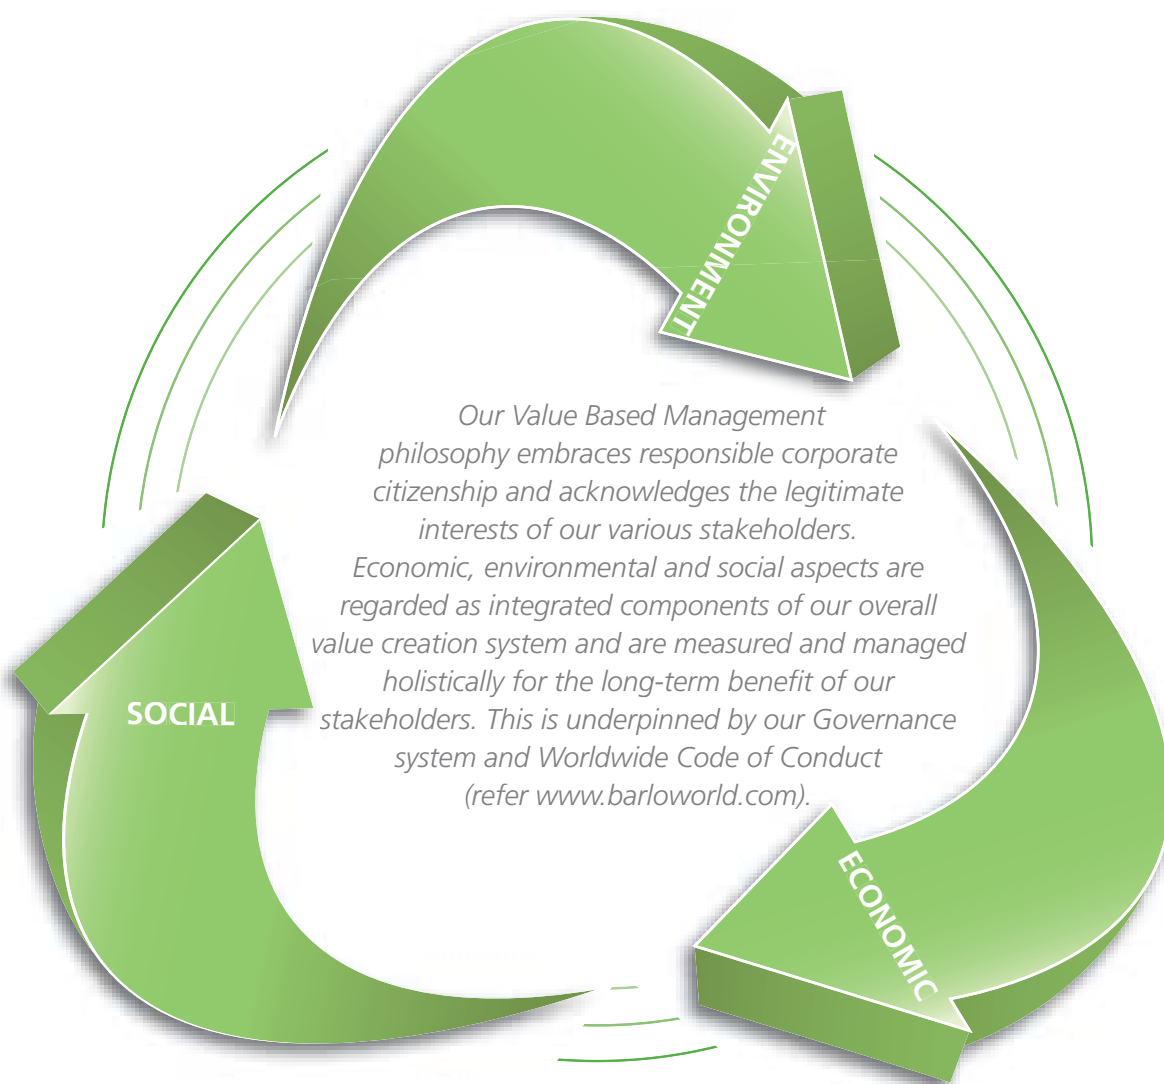 ENVIRONMENT
Our Value Based Management
philosophy embraces responsible corporate
citizenship and acknowledges the legitimate
interests of our various stakeholders.
Economic, environmental and social aspects are
regarded as integrated components of our overall
value creation system and are measured and managed
holistically for the long-term benefit of our
stakeholders. This is underpinned by our Governance
system and Worldwide Code of Conduct
(refer www.barloworld.com).
SOCIAL
ECONOMIC